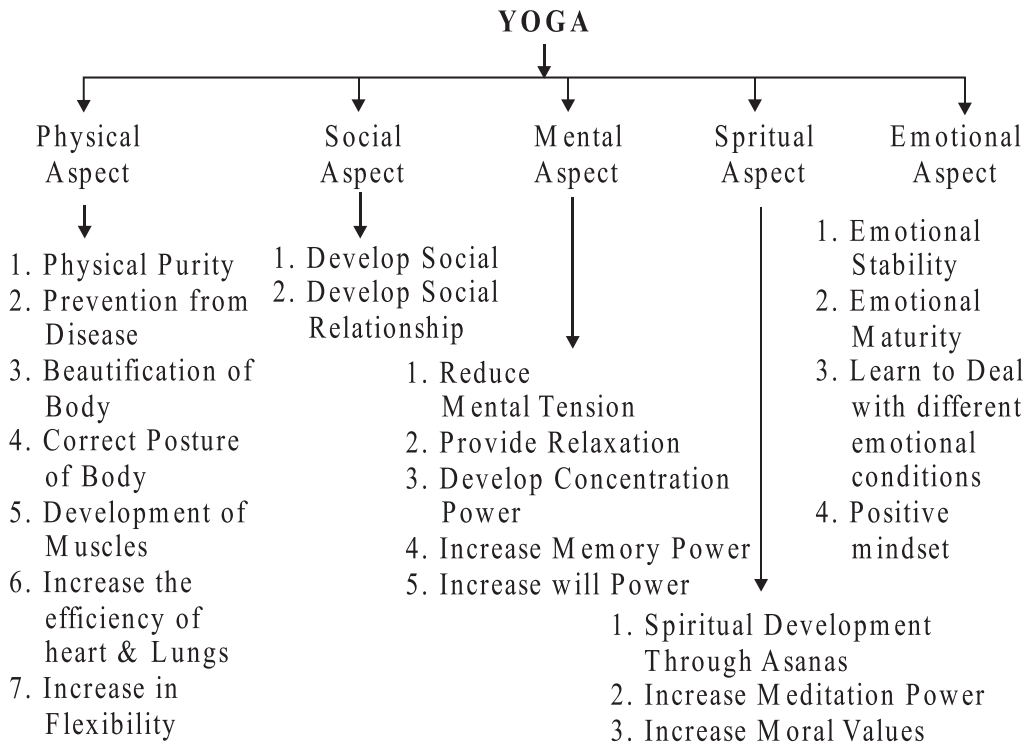 YOGA
Physical
Aspect
1. Physical Purity
2. Prevention from
Disease
3. Beautification of
Body
4. Correct Posture
of Body
5. Development of
Muscles
6. Increase the
efficiency of
heart & Lungs
7. Increase in
Flexibility
Social
Aspect
1. Develop Social
2. Develop Social
Relationship
Mental
Aspect
1. Reduce
Mental Tension
2. Provide Relaxation
3. Develop Concentration
Power
4. Increase Memory Power
5. Increase will Power
Spritual
Aspect
1. Spiritual Development
Through Asanas
2. Increase Meditation Power
3. Increase Moral Values
Emotional
Aspect
1. Emotional
Stability
2. Emotional
Maturity
3. Learn to Deal
with different
emotional
conditions
4. Positive
mindset